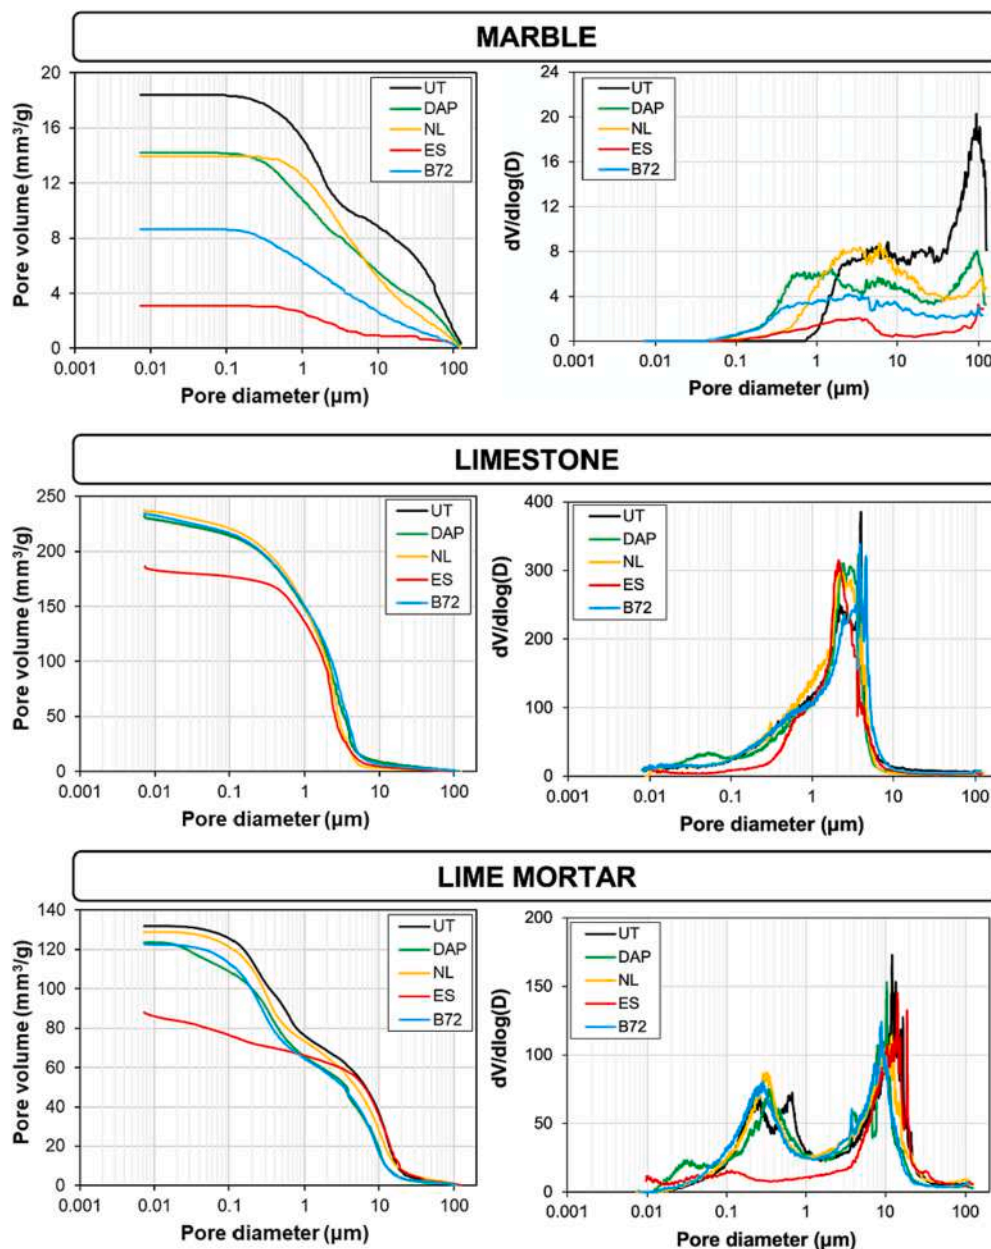 MARBLE
20
16
12
8
4
0
Pore volume (mm³/g)
0.001 0.01 0.1 1 10 100
Pore diameter (µm)
UT
DAP
NL
ES
B72
24
20
16
12
8
4
0
dV/dlog(D)
0.001 0.01 0.1 1 10 100
Pore diameter (µm)
UT
DAP
NL
ES
B72
LIMESTONE
250
200
150
100
50
0
Pore volume (mm³/g)
0.001 0.01 0.1 1 10 100
Pore diameter (µm)
UT
DAP
NL
ES
B72
400
300
200
100
0
dV/dlog(D)
0.001 0.01 0.1 1 10 100
Pore diameter (µm)
UT
DAP
NL
ES
B72
LIME MORTAR
140
120
100
80
60
40
20
0
Pore volume (mm³/g)
0.001 0.01 0.1 1 10 100
Pore diameter (µm)
UT
DAP
NL
ES
B72
200
150
100
50
0
dV/dlog(D)
0.001 0.01 0.1 1 10 100
Pore diameter (µm)
UT
DAP
NL
ES
B72